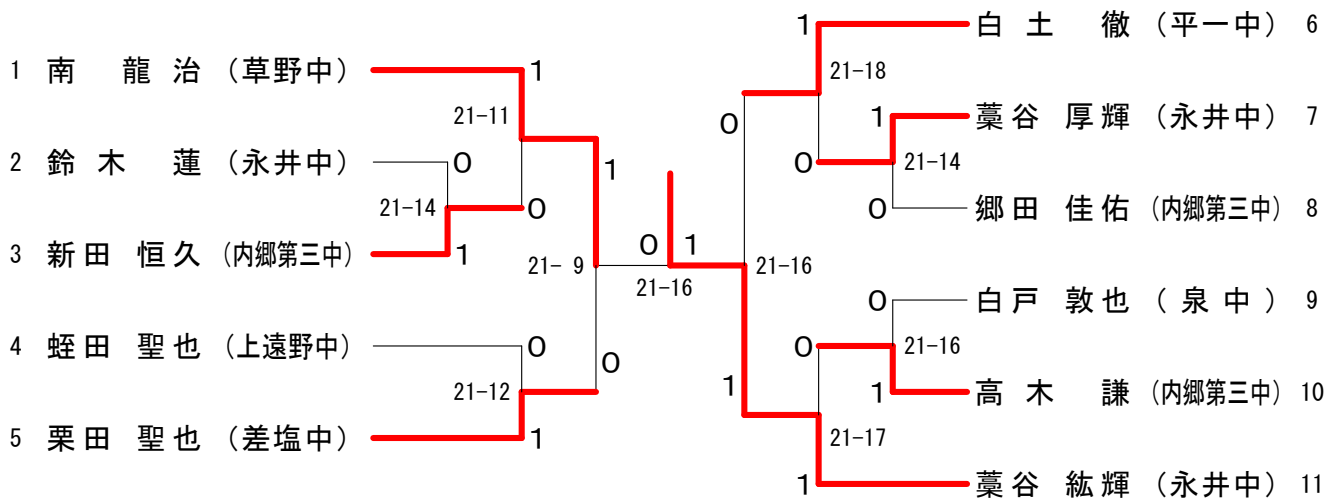 1 南 龍治 (草野中)
1
21-11
2 鈴木 蓮 (永井中)
0
21-14
0
3 新田 恒久 (内郷第三中)
1
1
21- 9
4 蛭田 聖也 (上遠野中)
0
0
21-12
5 栗田 聖也 (差塩中)
1
0
1
21-16
1
白土 徹 (平一中) 6
21-18
0
1
藁谷 厚輝 (永井中) 7
0
21-14
0
郷田 佳佑 (内郷第三中) 8
21-16
0
白戸 敦也 (泉中) 9
0
21-16
1
1
高木 謙 (内郷第三中) 10
21-17
1
藁谷 紘輝 (永井中) 11